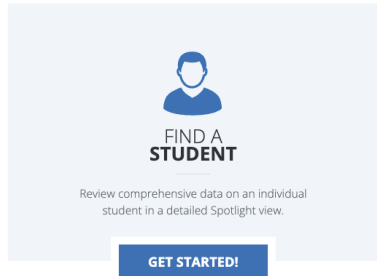 FIND A
STUDENT
Review comprehensive data on an individual
student in a detailed Spotlight view.
GET STARTED!